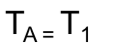 T_A = T_1